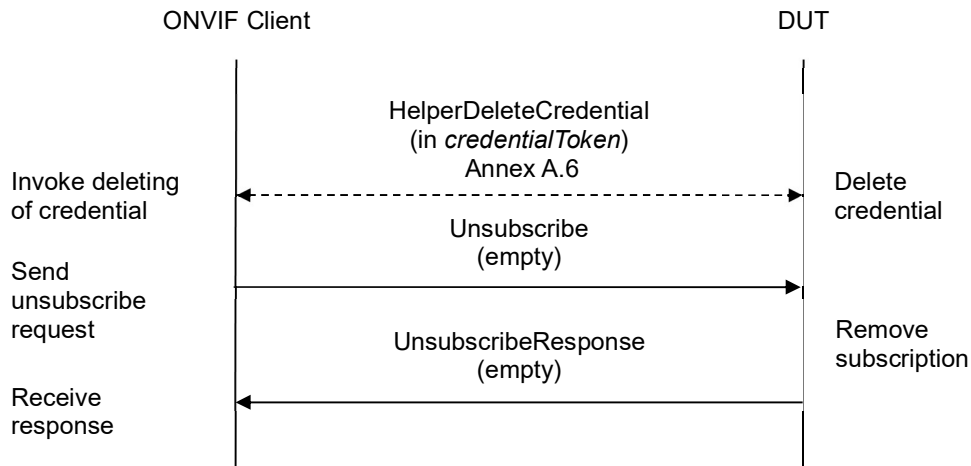 ONVIF Client
DUT
HelperDeleteCredential
(in credentialToken)
Annex A.6
Invoke deleting
of credential
Delete
credential
Unsubscribe
(empty)
Send
unsubscribe
request
UnsubscribeResponse
(empty)
Remove
subscription
Receive
response